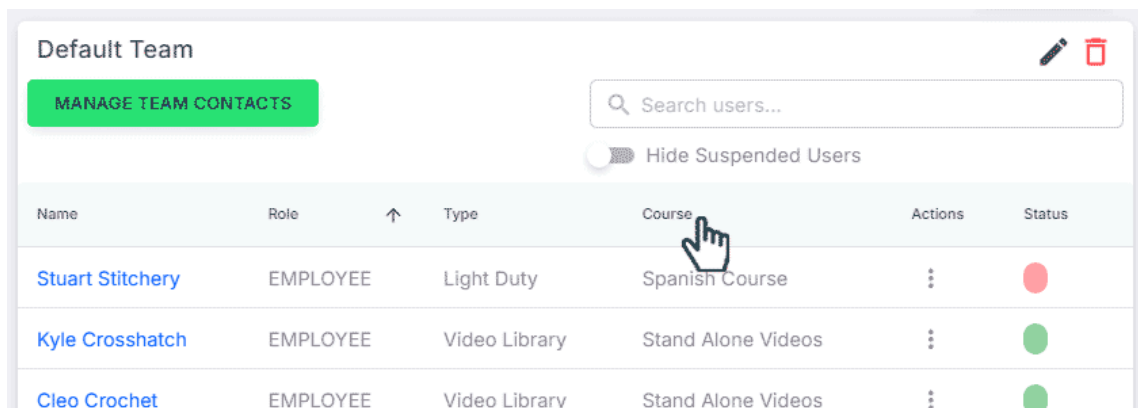 Default Team
MANAGE TEAM CONTACTS
Search users...
Hide Suspended Users
Name Role Type Course Actions Status
Stuart Stitchery EMPLOYEE Light Duty Spanish Course
Kyle Crosshatch EMPLOYEE Video Library Stand Alone Videos
Cleo Crochet EMPLOYEE Video Library Stand Alone Videos